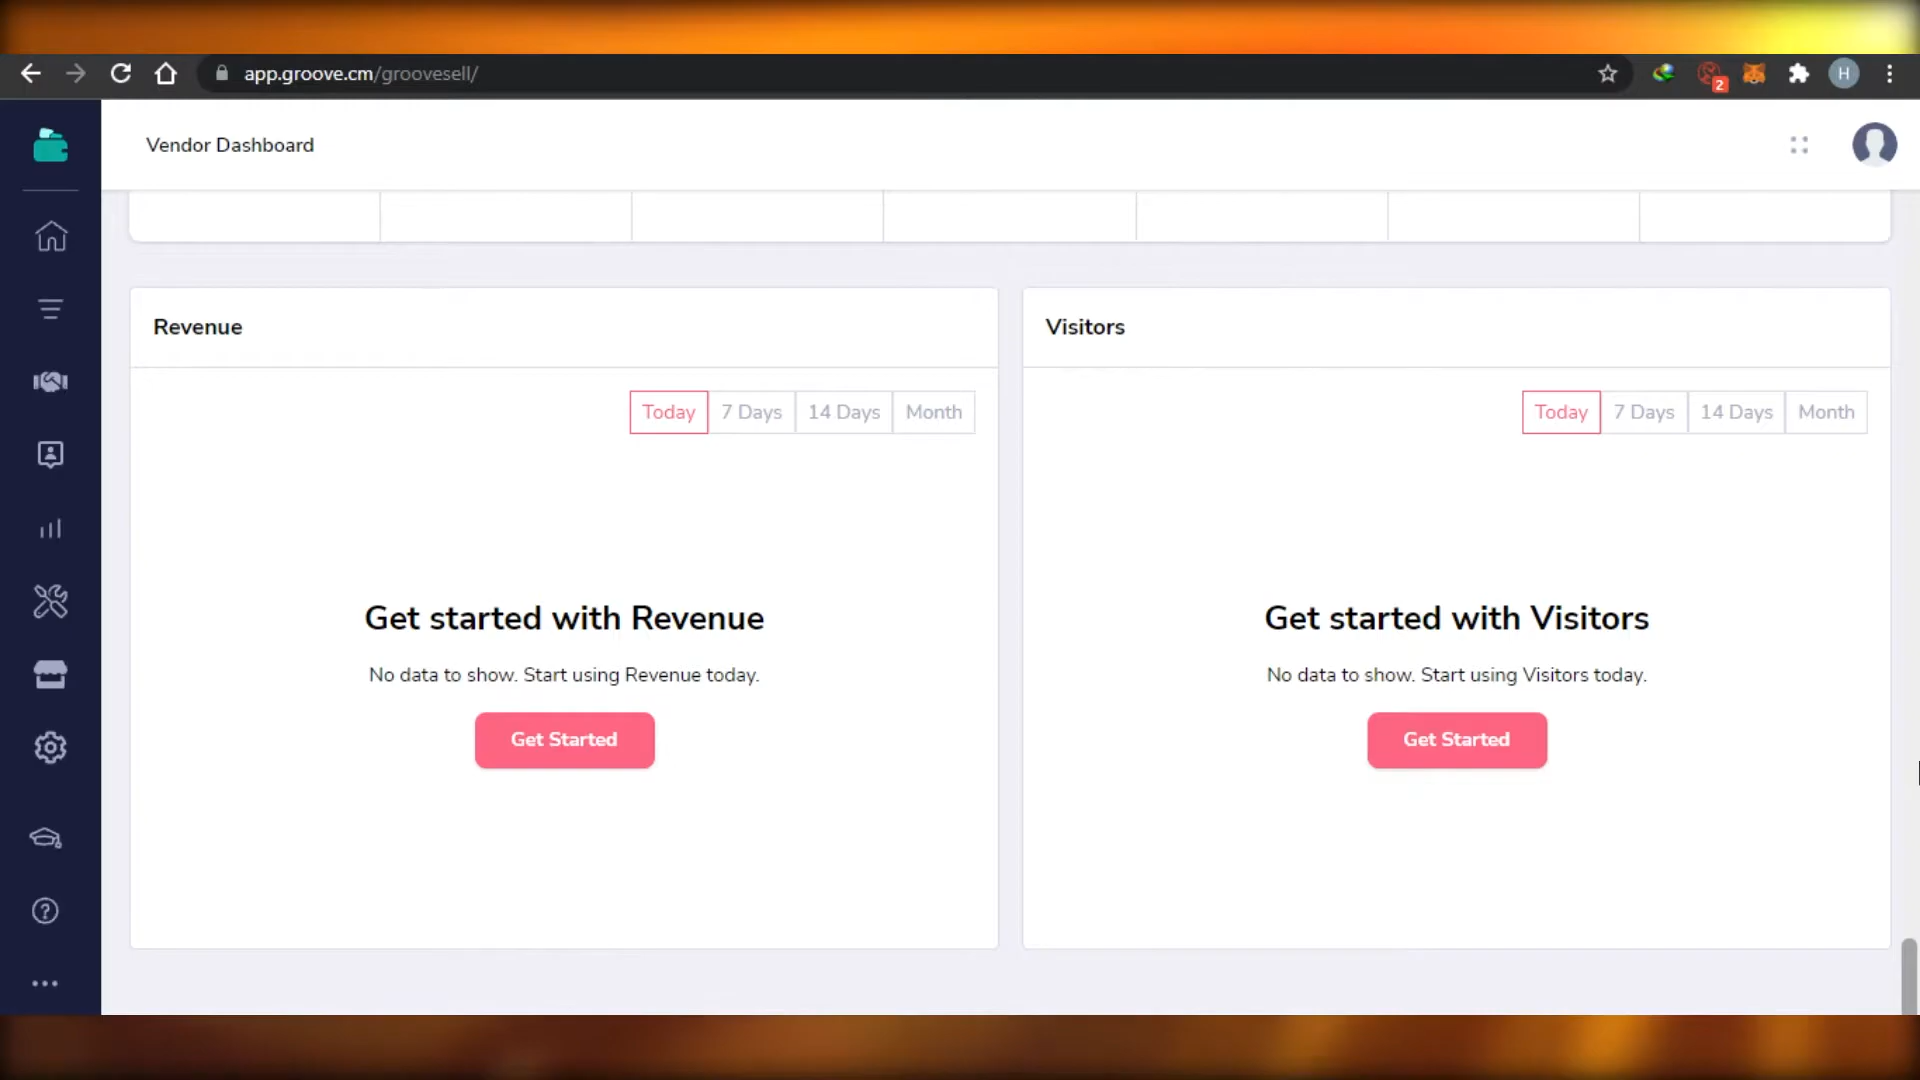 app.groove.cm/groovesell/
2
H
Vendor Dashboard
Revenue
Today 7 Days 14 Days Month
Get started with Revenue
No data to show. Start using Revenue today.
Get Started
Visitors
Today 7 Days 14 Days Month
Get started with Visitors
No data to show. Start using Visitors today.
Get Started